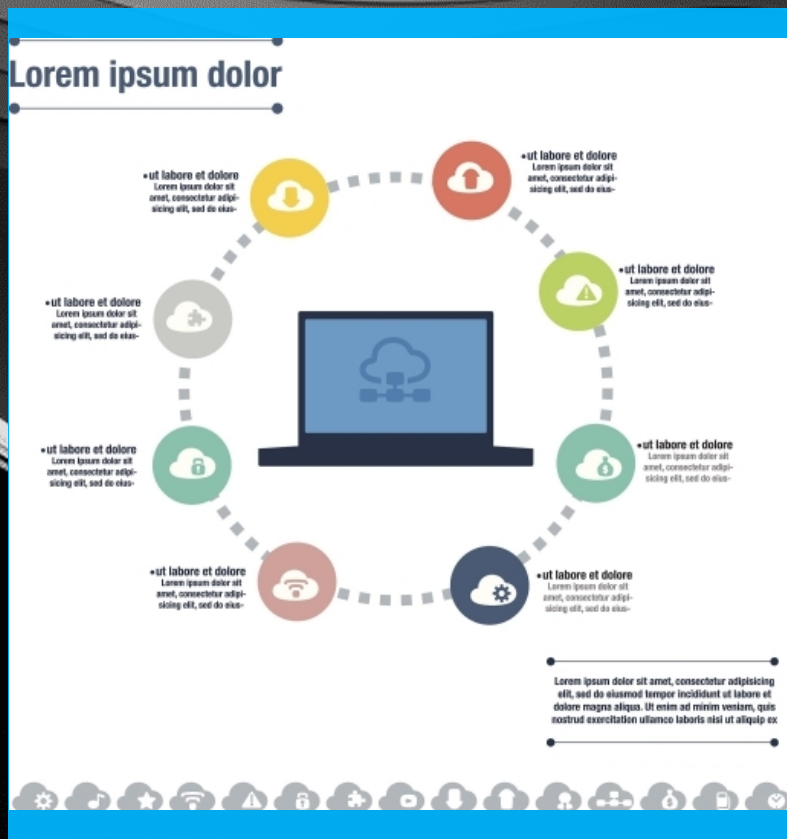 Lorem ipsum dolor
•ut labore et dolore
Lorem ipsum dolor sit
amet, consectetur adipi-
sicing elit, sed do eius-
•ut labore et dolore
Lorem ipsum dolor sit
amet, consectetur adipi-
sicing elit, sed do eius-
•ut labore et dolore
Lorem ipsum dolor sit
amet, consectetur adipi-
sicing elit, sed do eius-
•ut labore et dolore
Lorem ipsum dolor sit
amet, consectetur adipi-
sicing elit, sed do eius-
•ut labore et dolore
Lorem ipsum dolor sit
amet, consectetur adipi-
sicing elit, sed do eius-
•ut labore et dolore
Lorem ipsum dolor sit
amet, consectetur adipi-
sicing elit, sed do eius-
•ut labore et dolore
Lorem ipsum dolor sit
amet, consectetur adipi-
sicing elit, sed do eius-
•ut labore et dolore
Lorem ipsum dolor sit
amet, consectetur adipi-
sicing elit, sed do eius-
Lorem ipsum dolor sit amet, consectetur adipisicing
elit, sed do eiusmod tempor incididunt ut labore et
dolore magna aliqua. Ut enim ad minim veniam, quis
nostrud exercitation ullamco laboris nisi ut aliquip ex